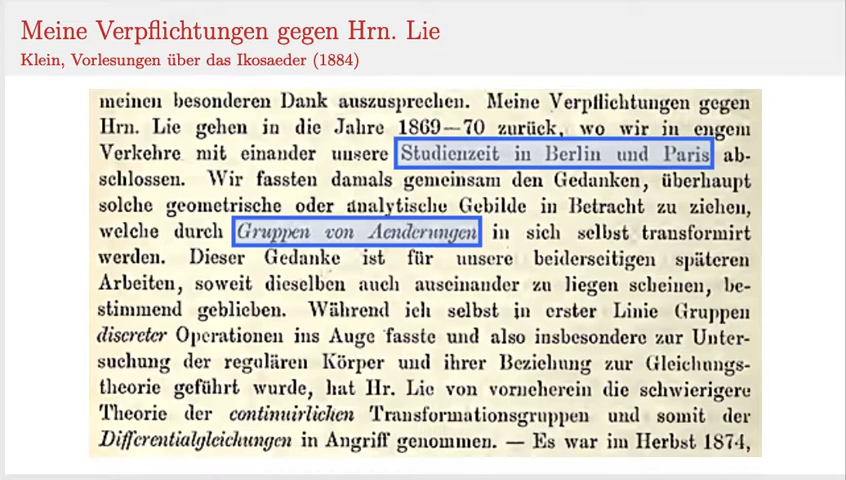 Meine Verpflichtungen gegen Hrn. Lie
Klein, Vorlesungen über das Ikosaeder (1884)
meinen besonderen Dank auszusprechen. Meine Verpflichtungen gegen
Hrn. Lie gehen in die Jahre 1869—70 zurück, wo wir in engem
Verkehre mit einander unsere Studienzeit in Berlin und Paris ab-
schlossen. Wir fassten damals gemeinsam den Gedanken, überhaupt
solche geometrische oder analytische Gebilde in Betracht zu ziehen,
welche durch Gruppen von Aenderungen in sich selbst transformirt
werden. Dieser Gedanke ist für unsere beiderseitigen späteren
Arbeiten, soweit dieselben auch auseinander zu liegen scheinen, be-
stimmend geblieben. Während ich selbst in erster Linie Gruppen
discreter Operationen ins Auge fasste und also insbesondere zur Unter-
suchung der regulären Körper und ihrer Beziehung zur Gleichungs-
theorie geführt wurde, hat Hr. Lie von vorneherein die schwierigere
Theorie der continuirlichen Transformationsgruppen und somit der
Differentialgleichungen in Angriff genommen. — Es war im Herbst 1874,